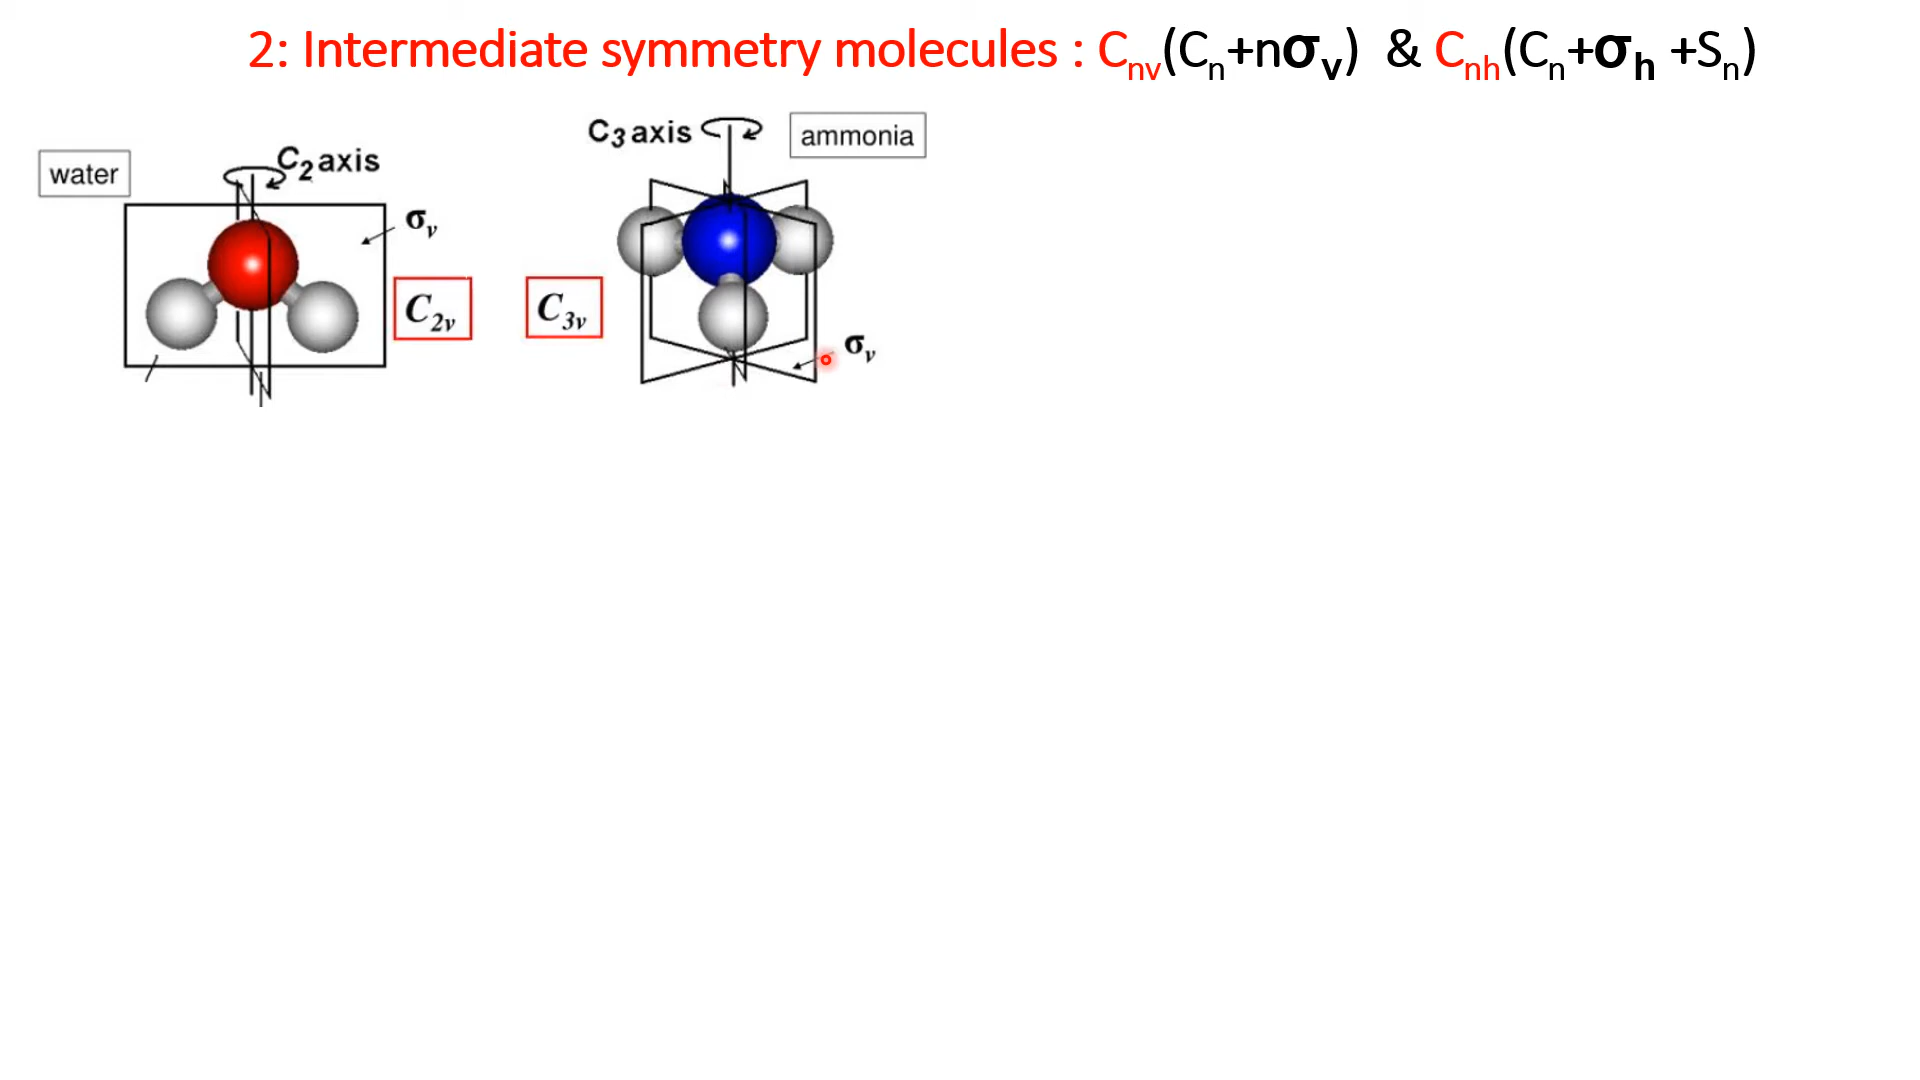 2: Intermediate symmetry molecules : Cnv(Cn+nσv) & Cnh(Cn+σh +Sn)
water
C2 axis
σv
C2v
C3 axis
ammonia
C3v
σv